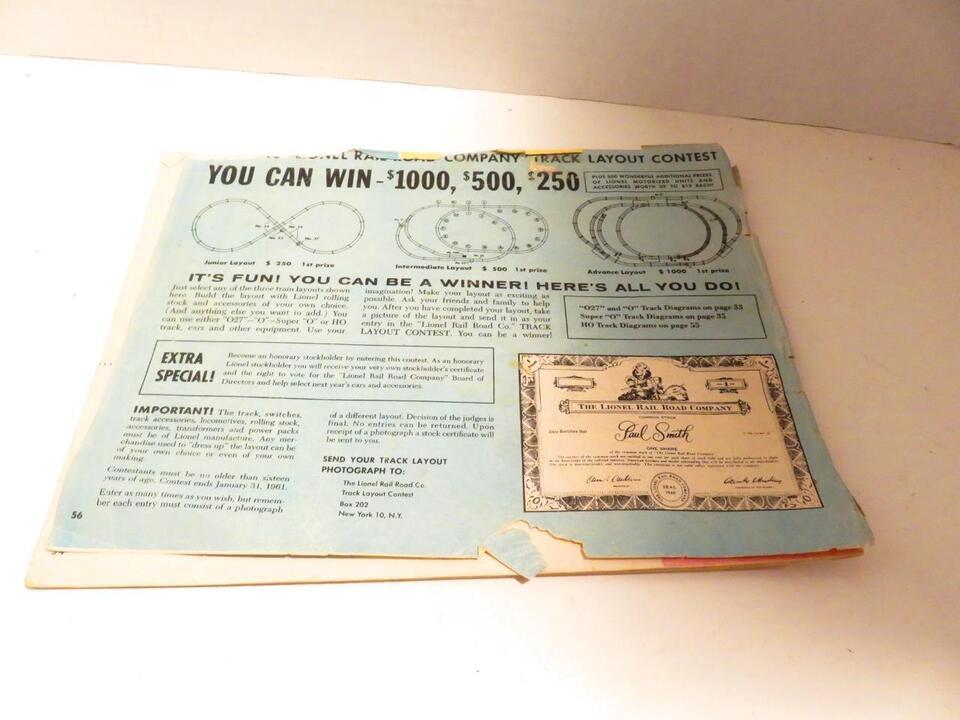 LIONEL RAIL ROAD COMPANY TRACK LAYOUT CONTEST
YOU CAN WIN - $1000, $500, $250
PLUS 500 WONDERFUL ADDITIONAL PRIZES
OF LIONEL MOTORIZED UNITS AND
ACCESSORIES WORTH UP TO $15 EACH!
Junior Layout $ 250 1st prize
Intermediate Layout $ 500 1st prize
Advance Layout $ 1000 1st prize
IT'S FUN! YOU CAN BE A WINNER! HERE'S ALL YOU DO!
Just select any of the three train layouts shown
here. Build the layout with Lionel rolling
stock and accessories of your own choice.
(And anything else you want to add.) You
can use either "O27"—"O"—Super "O" or HO
track, cars and other equipment. Use your
imagination! Make your layout as exciting as
possible. Ask your friends and family to help
you. After you have completed your layout, take
a picture of the layout and send it in as your
entry in the "Lionel Rail Road Co." TRACK
LAYOUT CONTEST. You can be a winner!
"O27" and "O" Track Diagrams on page 33
Super "O" Track Diagrams on page 35
HO Track Diagrams on page 55
EXTRA
SPECIAL!
Become an honorary stockholder by entering this contest. As an honorary
Lionel stockholder you will receive your very own stockholder's certificate
and the right to vote for the "Lionel Rail Road Company" Board of
Directors and help select next year's cars and accessories.
IMPORTANT! The track, switches,
track accessories, locomotives, rolling stock,
accessories, transformers and power packs
must be of Lionel manufacture. Any mer-
chandise used to "dress up" the layout can be
of your own choice or even of your own
making.
Contestants must be no older than sixteen
years of age. Contest ends January 31, 1961.
Enter as many times as you wish, but remem-
ber each entry must consist of a photograph
of a different layout. Decision of the judges is
final. No entries can be returned. Upon
receipt of a photograph a stock certificate will
be sent to you.
SEND YOUR TRACK LAYOUT
PHOTOGRAPH TO:
The Lionel Rail Road Co.
Track Layout Contest
Box 202
New York 10, N.Y.
THE LIONEL RAIL ROAD COMPANY
COMMON STOCK
This Certifies that
Paul Smith
ONE SHARE
SEAL
1960
56